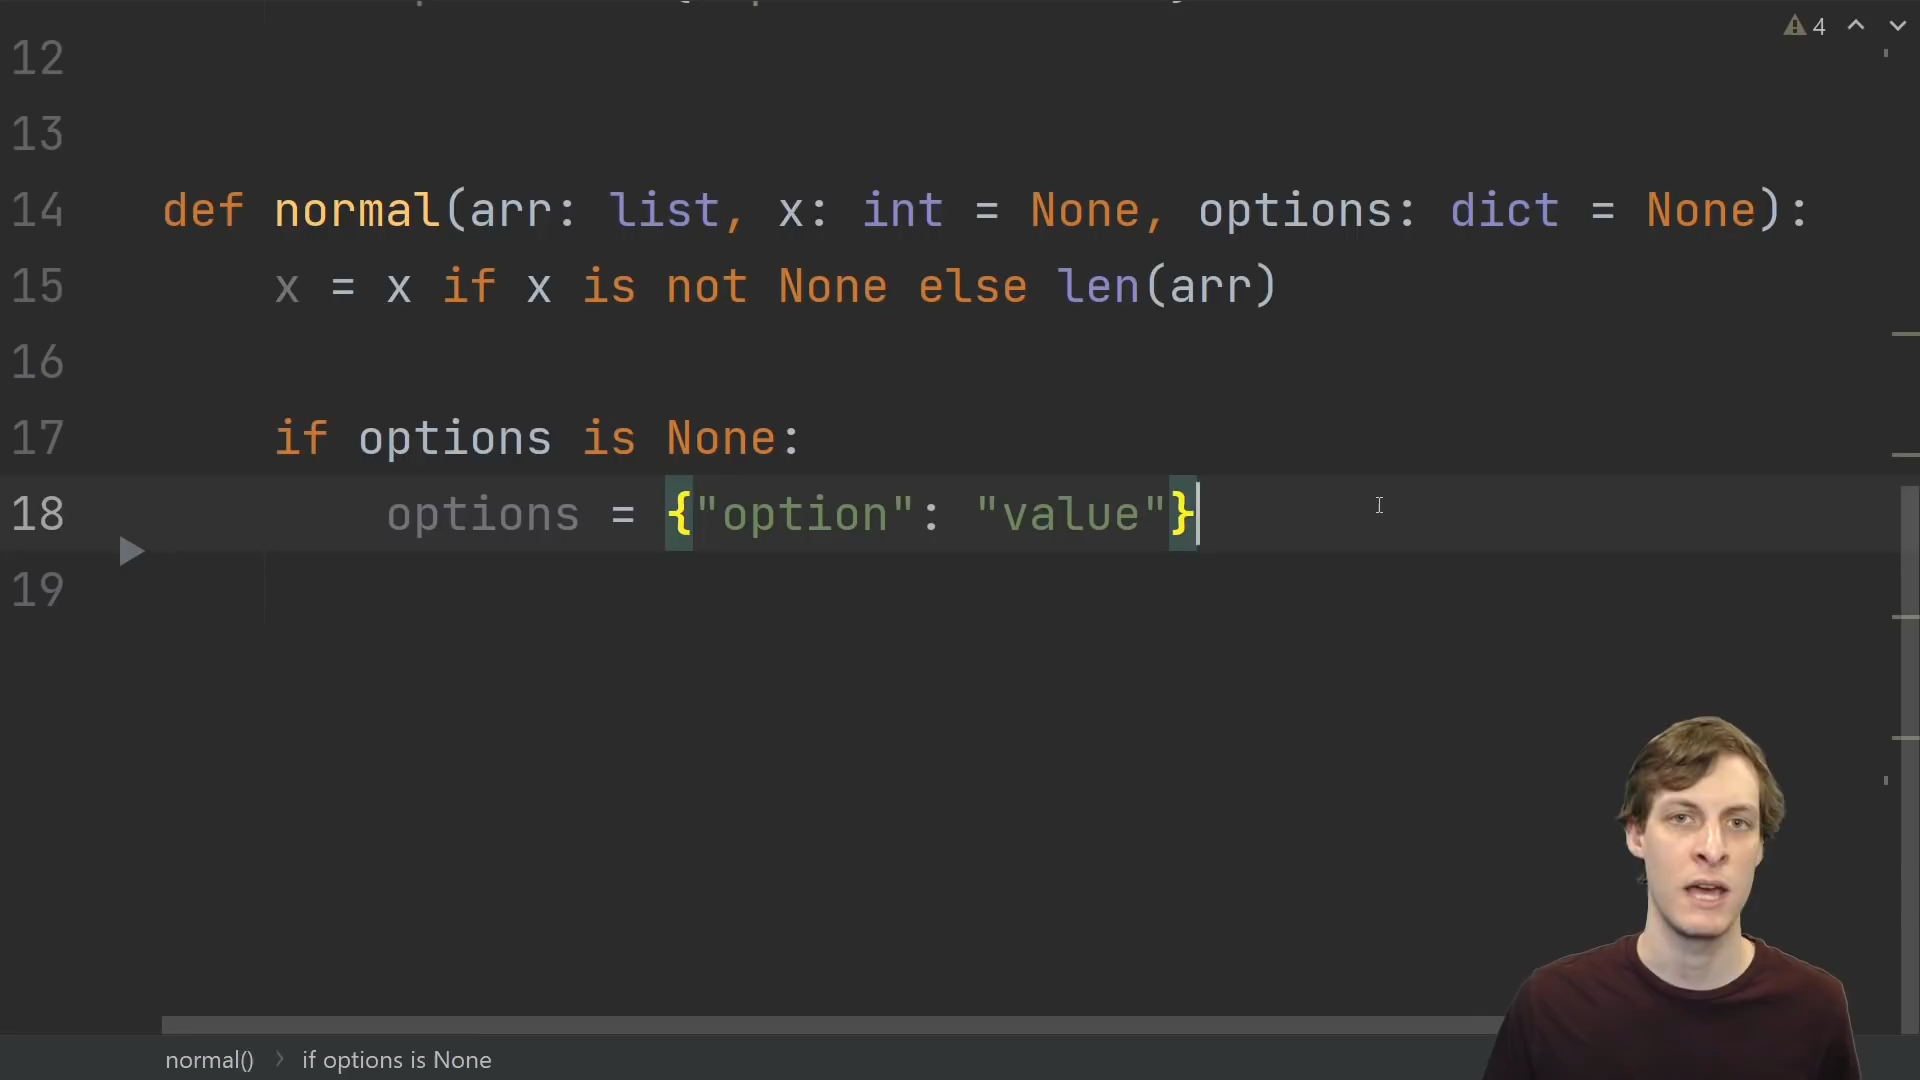 4
12
13
14 def normal(arr: list, x: int = None, options: dict = None):
15 x = x if x is not None else len(arr)
16
17 if options is None:
18 options = {"option": "value"}
19
normal() > if options is None